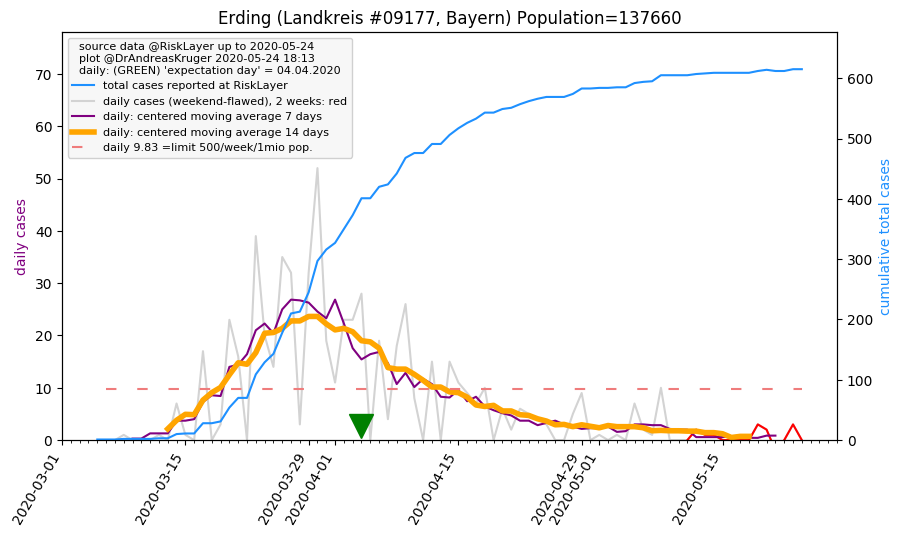 Erding (Landkreis #09177, Bayern) Population=137660
source data @RiskLayer up to 2020-05-24
plot @DrAndreasKruger 2020-05-24 18:13
daily: (GREEN) 'expectation day' = 04.04.2020
total cases reported at RiskLayer
daily cases (weekend-flawed), 2 weeks: red
daily: centered moving average 7 days
daily: centered moving average 14 days
daily 9.83 =limit 500/week/1mio pop.
daily cases
70
60
50
40
30
20
10
0
cumulative total cases
600
500
400
300
200
100
0
2020-03-01
2020-03-15
2020-03-29
2020-04-01
2020-04-15
2020-04-29
2020-05-01
2020-05-15